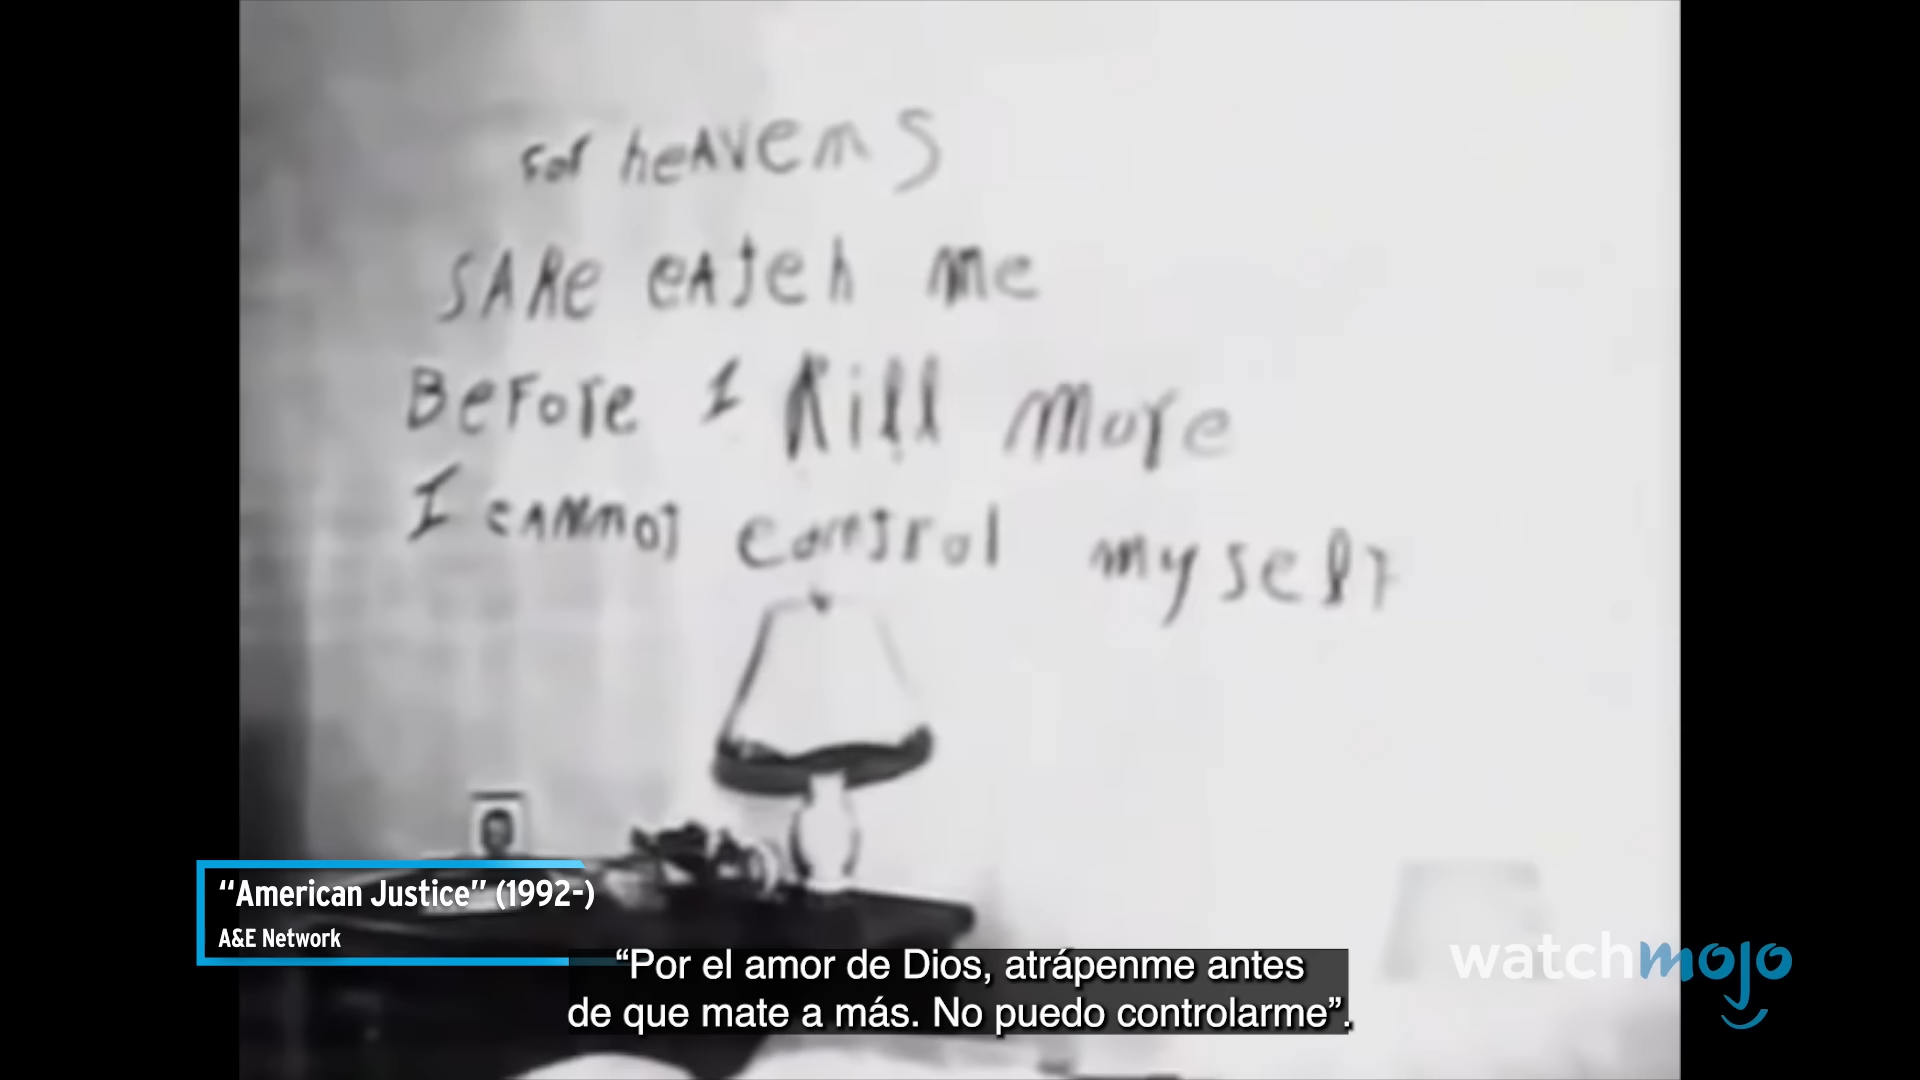 For heavens
SAKe cATch me
BeFore I Kill More
I cannot control myself
“American Justice” (1992-)
A&E Network
“Por el amor de Dios, atrápenme antes
de que mate a más. No puedo controlarme”.
watchmojo